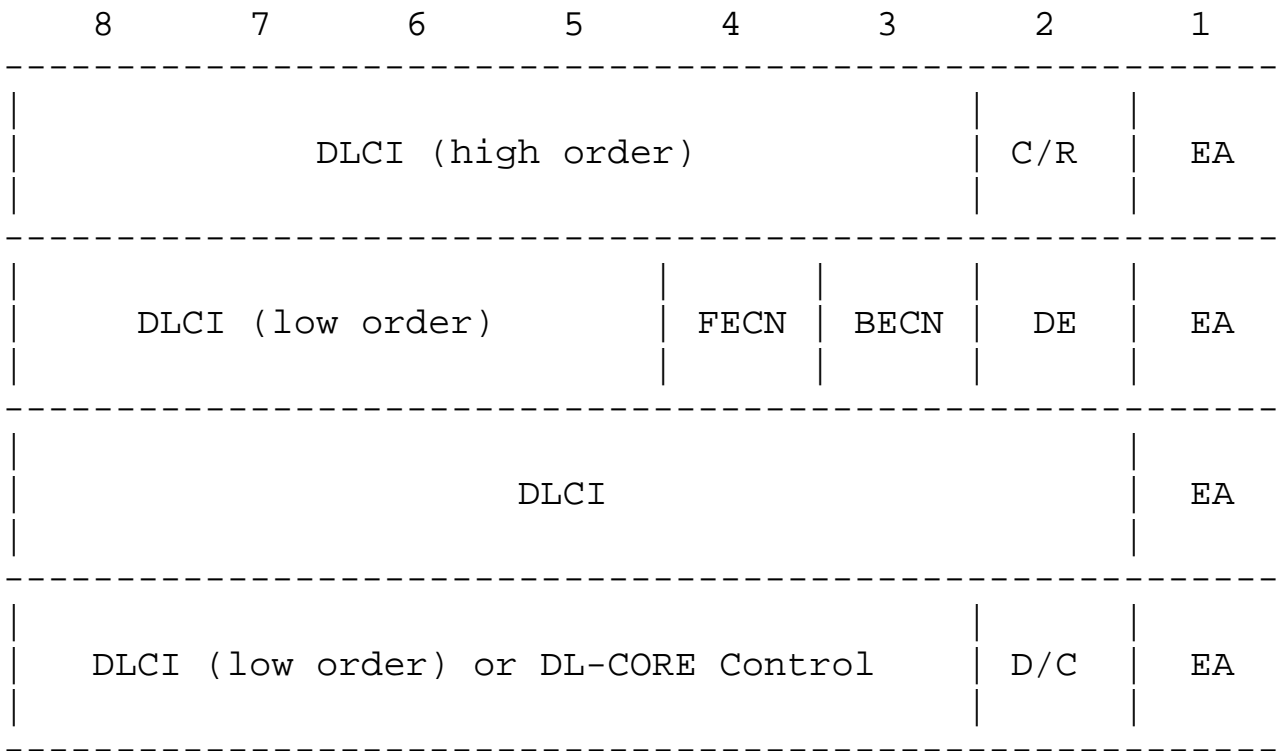 8 7 6 5 4 3 2 1
DLCI (high order) C/R EA
DLCI (low order) FECN BECN DE EA
DLCI EA
DLCI (low order) or DL-CORE Control D/C EA